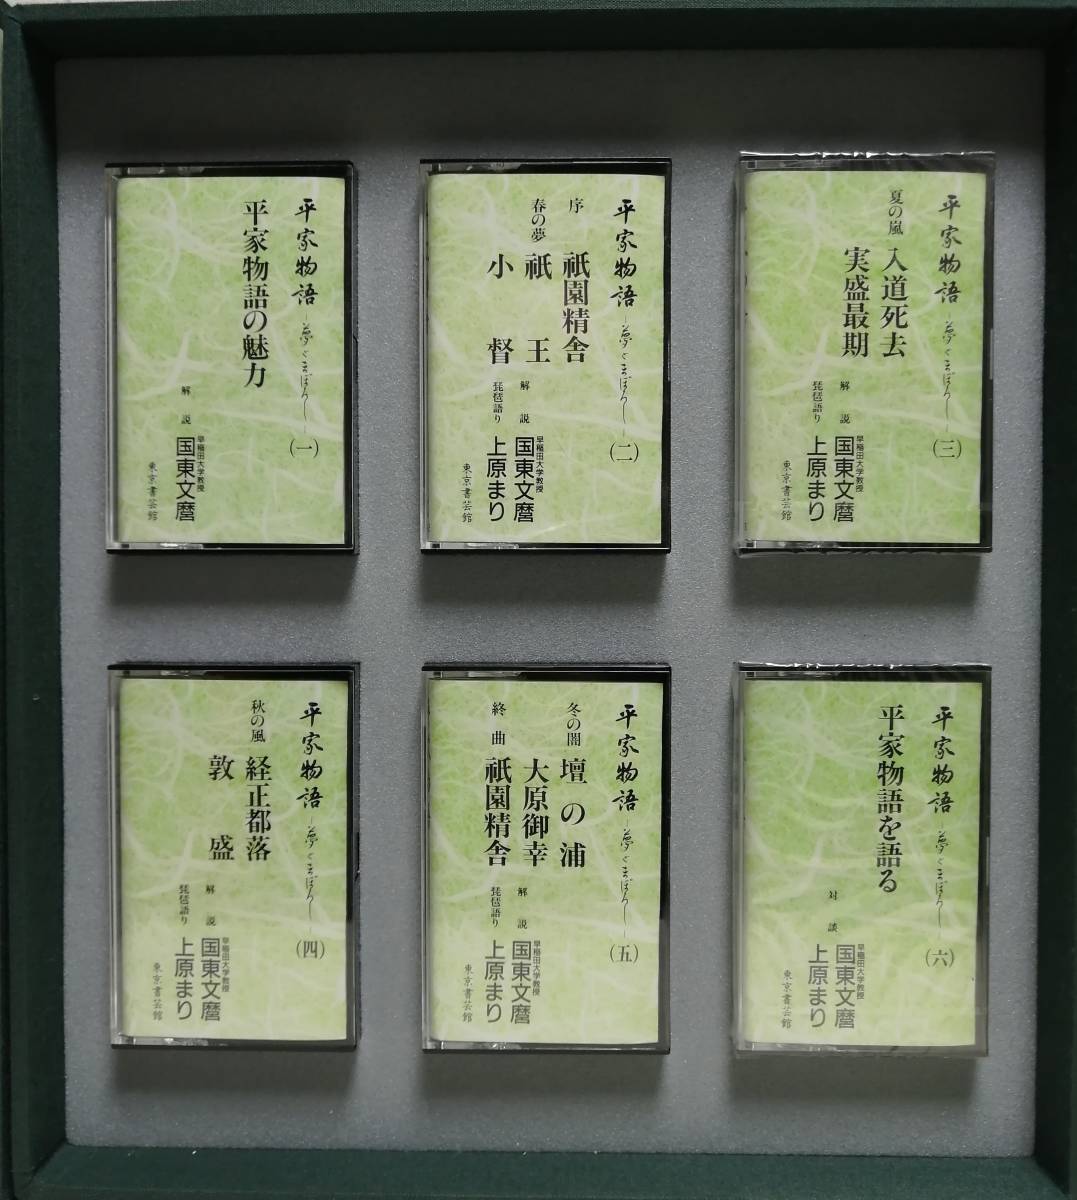 平家物語 ―夢とまぼろし― (一)
平家物語の魅力
解説 早稲田大学教授 国東文麿
東京書芸館
平家物語 ―夢とまぼろし― (二)
序 祇園精舎
春の夢 祇王
小督
解説 早稲田大学教授 国東文麿
琵琶語り 上原まり
東京書芸館
平家物語 ―夢とまぼろし― (三)
夏の嵐 入道死去
実盛最期
解説 早稲田大学教授 国東文麿
琵琶語り 上原まり
東京書芸館
平家物語 ―夢とまぼろし― (四)
秋の風 経正都落
敦盛
解説 早稲田大学教授 国東文麿
琵琶語り 上原まり
東京書芸館
平家物語 ―夢とまぼろし― (五)
冬の闇 壇の浦
大原御幸
終曲 祇園精舎
解説 早稲田大学教授 国東文麿
琵琶語り 上原まり
東京書芸館
平家物語 ―夢とまぼろし― (六)
平家物語を語る
対談 早稲田大学教授 国東文麿
上原まり
東京書芸館